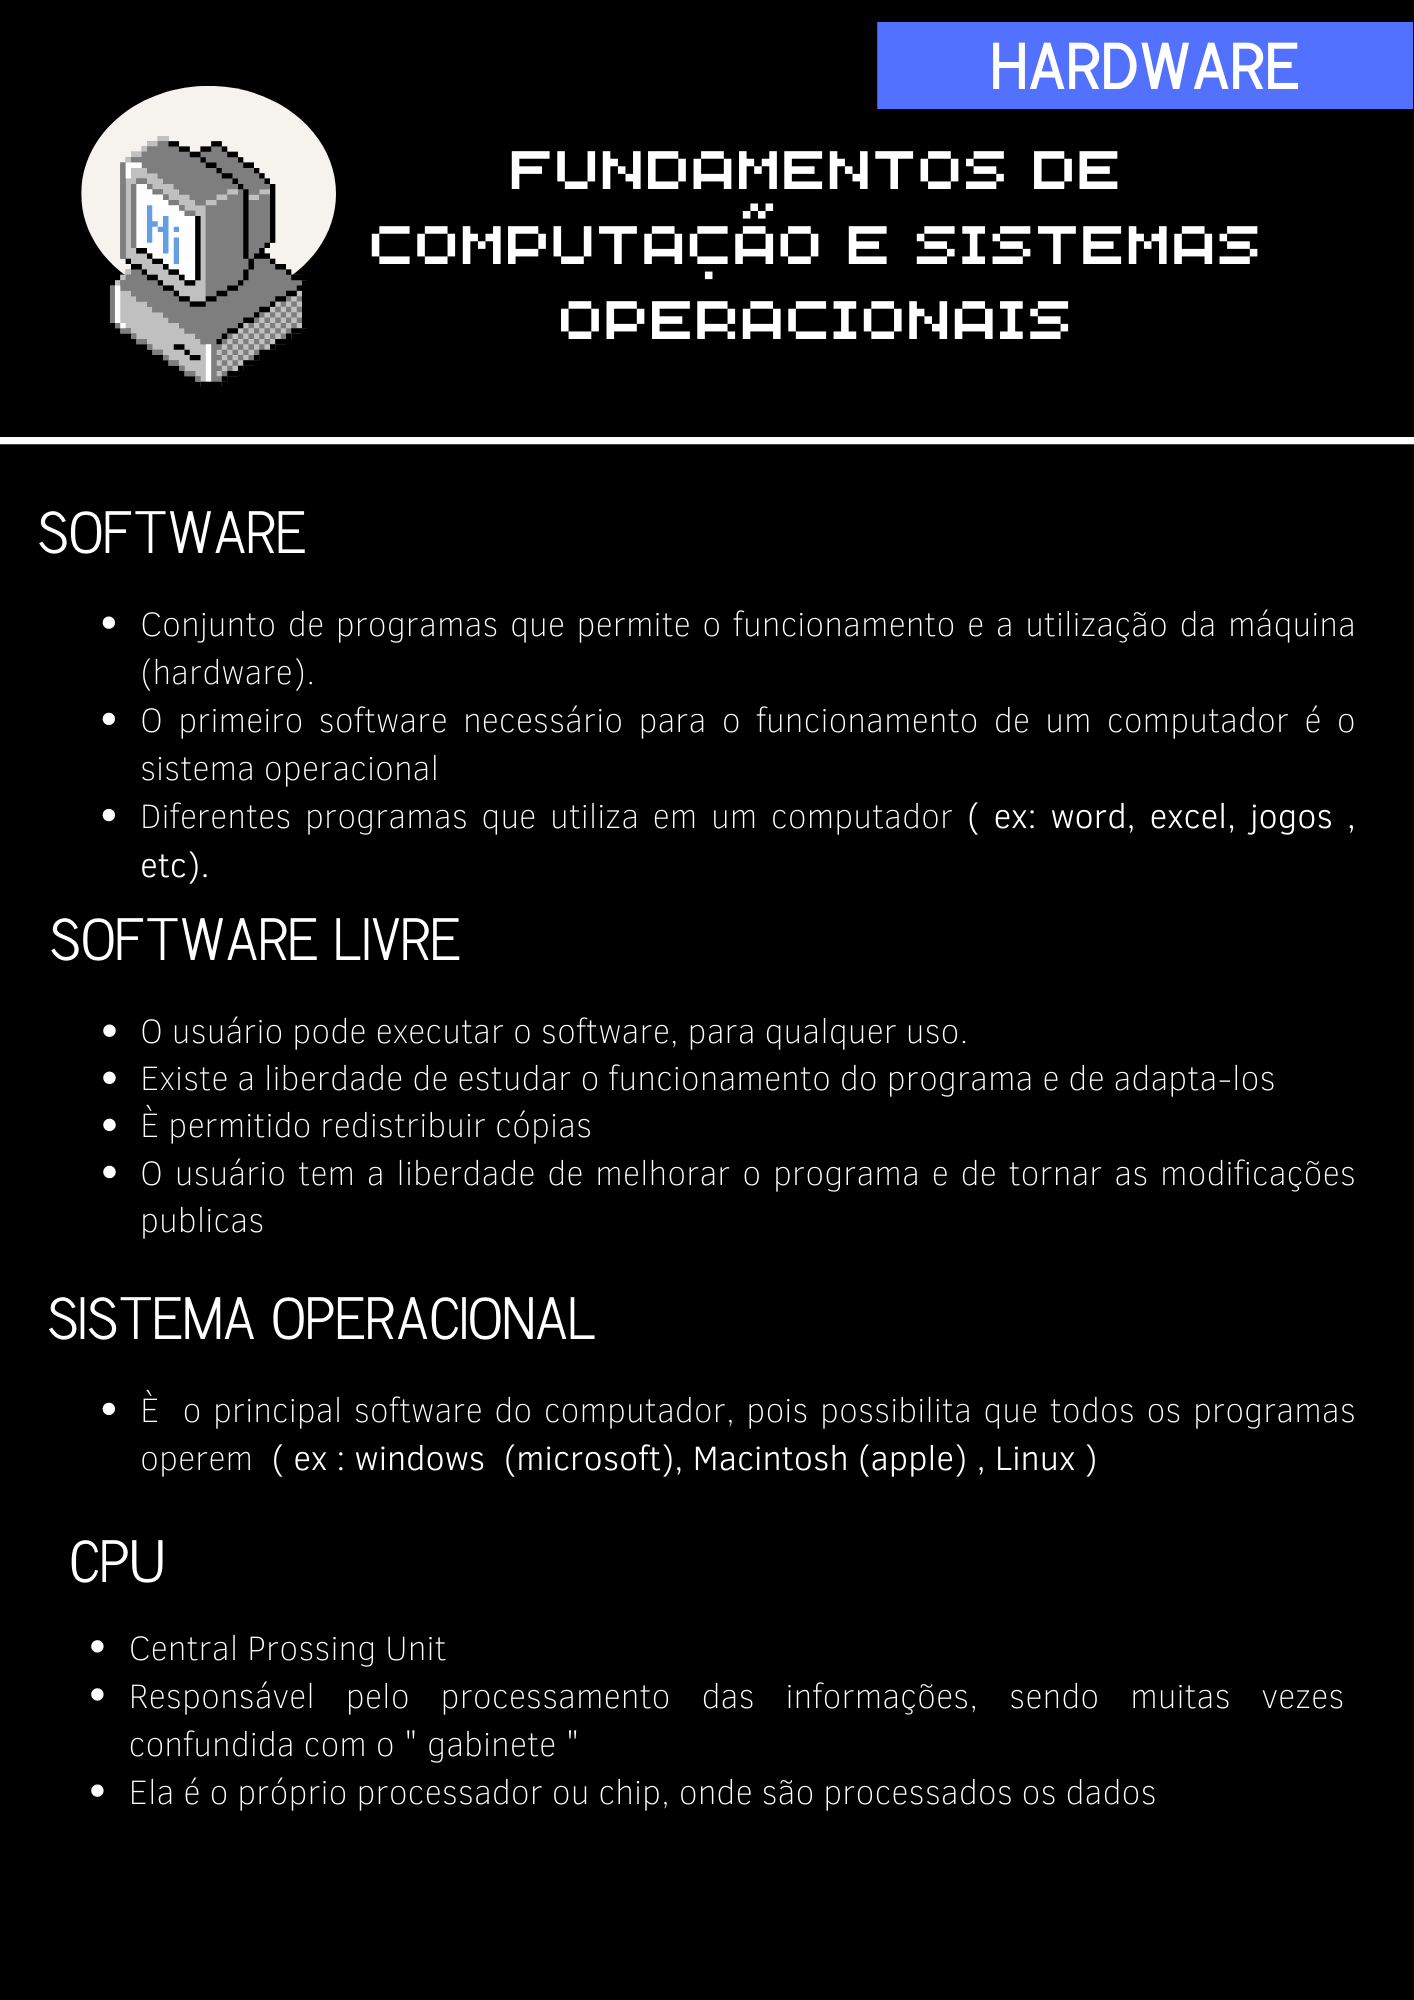 HARDWARE
Hi
FUNDAMENTOS DE
COMPUTAÇÃO E SISTEMAS
OPERACIONAIS
SOFTWARE
• Conjunto de programas que permite o funcionamento e a utilização da máquina
(hardware).
• O primeiro software necessário para o funcionamento de um computador é o
sistema operacional
• Diferentes programas que utiliza em um computador ( ex: word, excel, jogos ,
etc).
SOFTWARE LIVRE
• O usuário pode executar o software, para qualquer uso.
• Existe a liberdade de estudar o funcionamento do programa e de adapta-los
• È permitido redistribuir cópias
• O usuário tem a liberdade de melhorar o programa e de tornar as modificações
publicas
SISTEMA OPERACIONAL
• È o principal software do computador, pois possibilita que todos os programas
operem ( ex : windows (microsoft), Macintosh (apple) , Linux )
CPU
• Central Prossing Unit
• Responsável pelo processamento das informações, sendo muitas vezes
confundida com o " gabinete "
• Ela é o próprio processador ou chip, onde são processados os dados